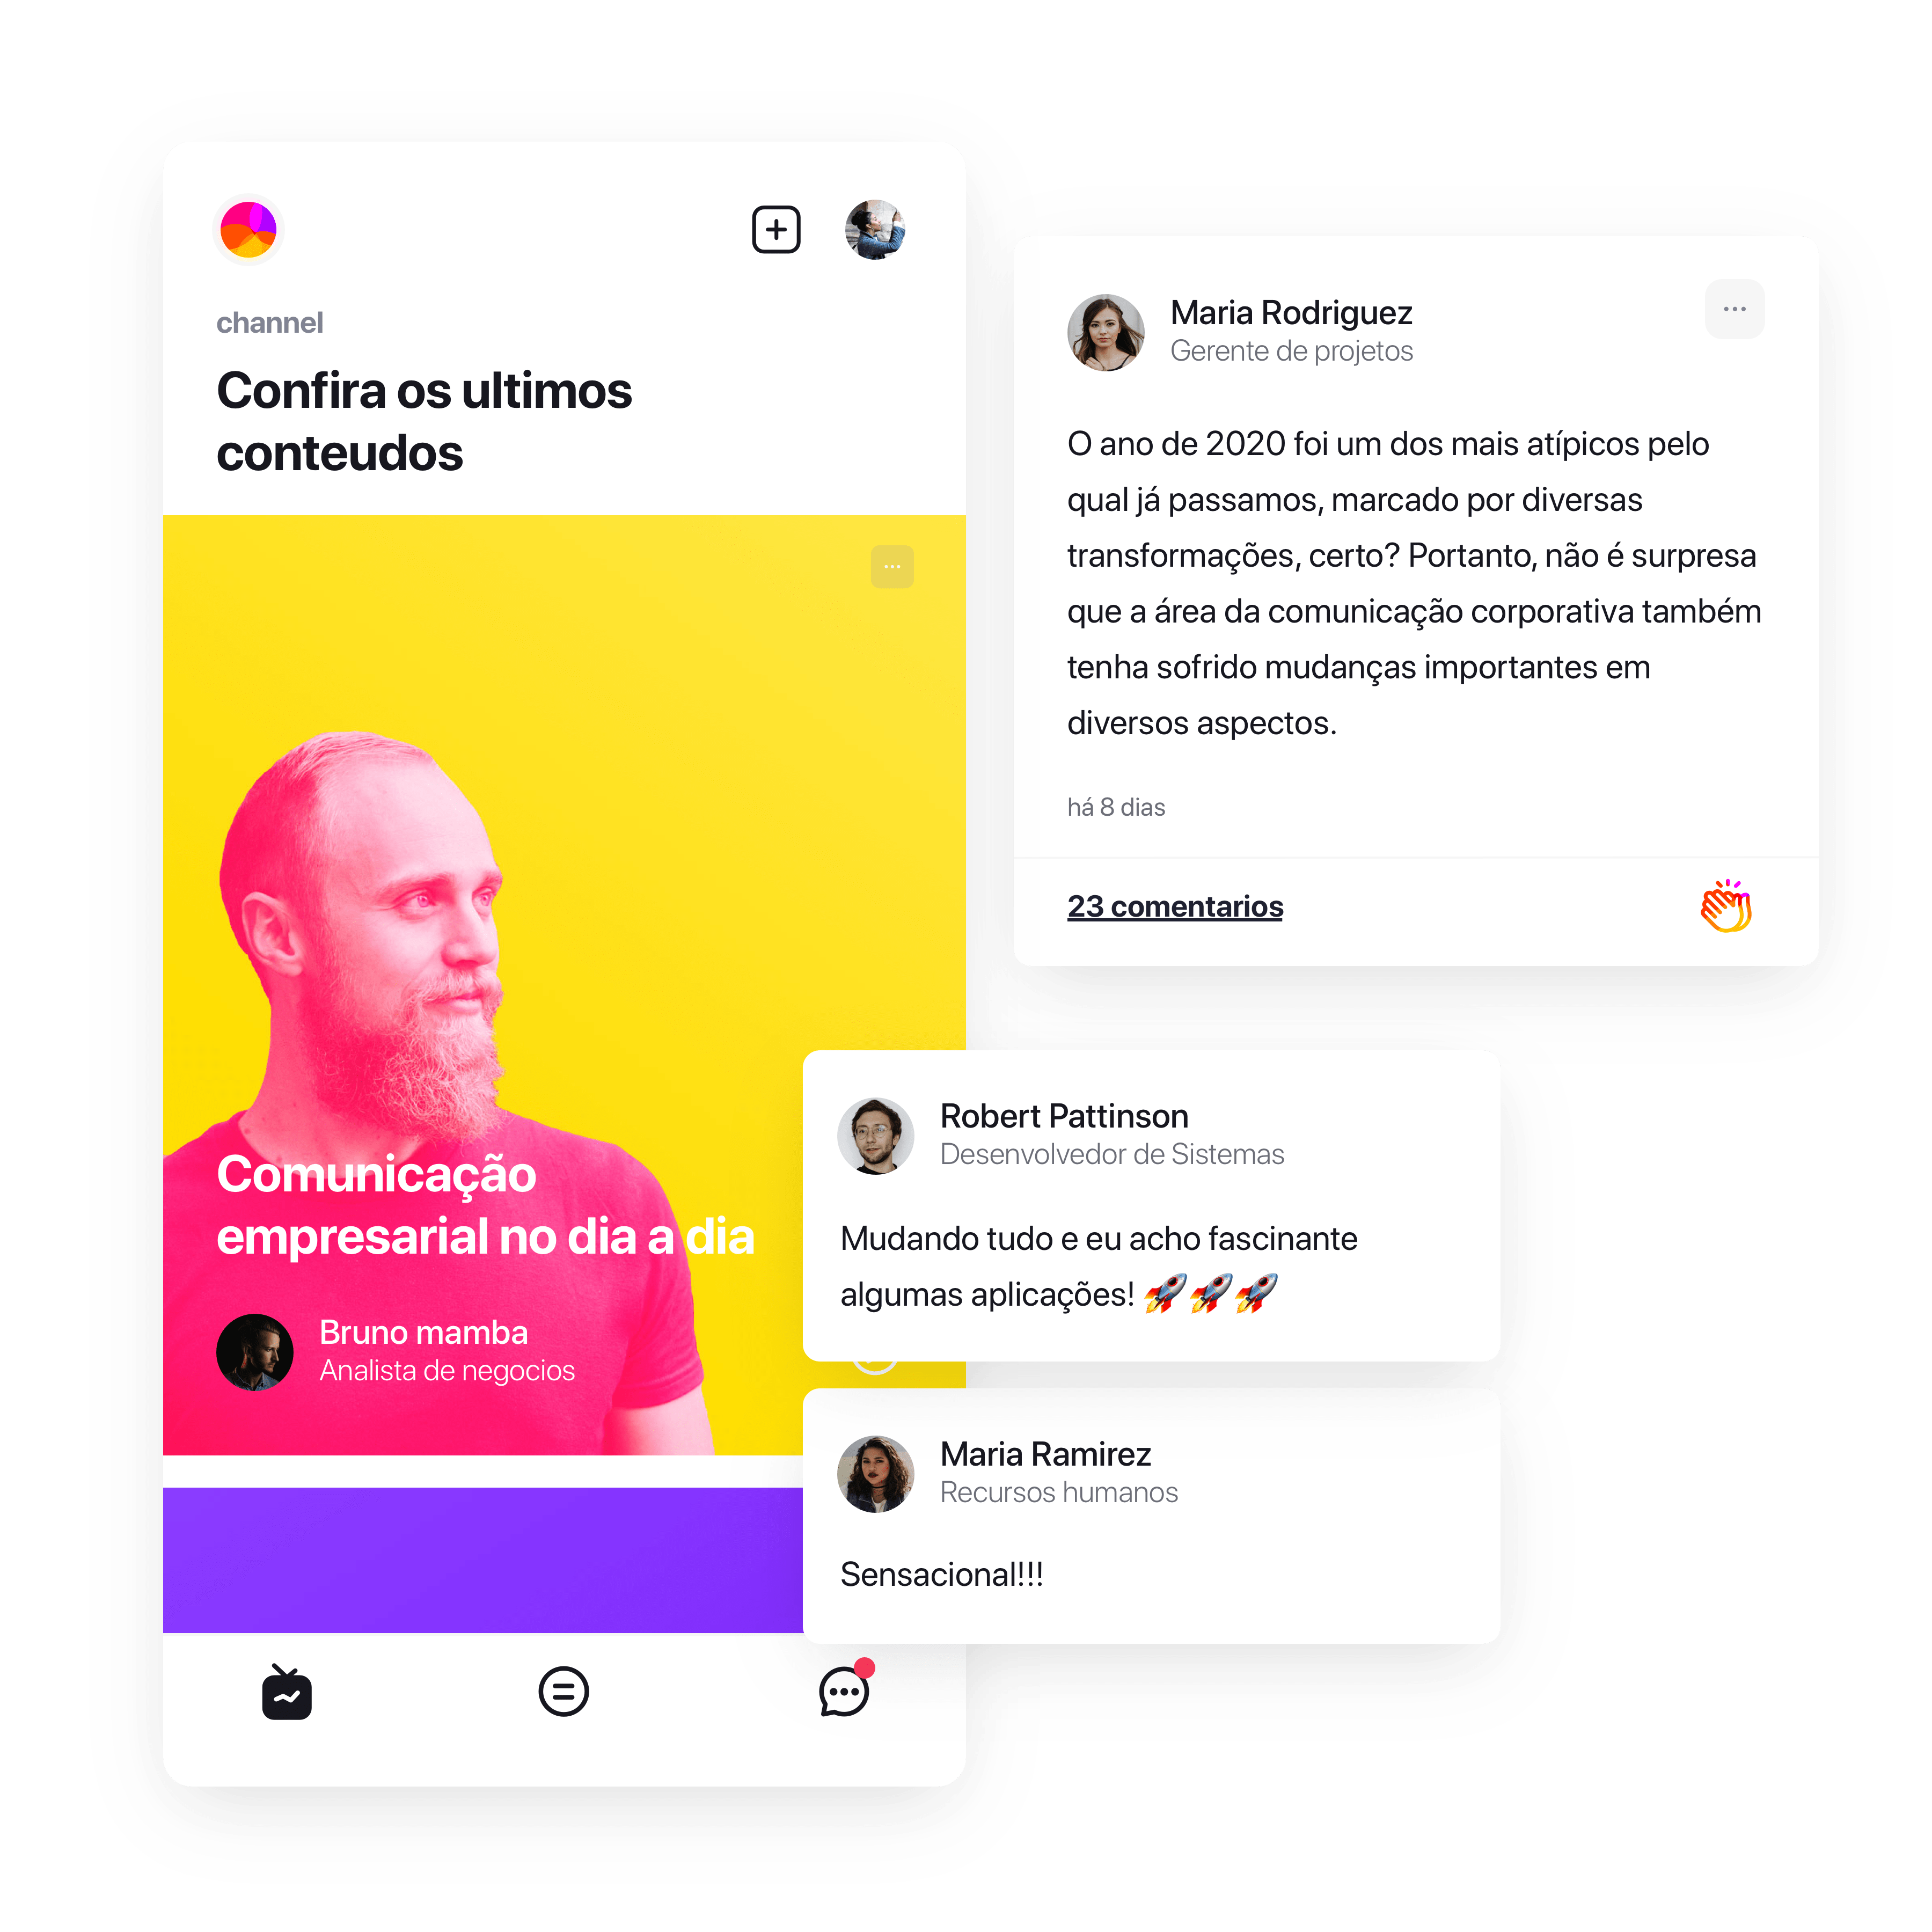 channel
Confira os ultimos
conteudos
Comunicação
empresarial no dia a dia
Bruno mamba
Analista de negocios
Maria Rodriguez
Gerente de projetos
O ano de 2020 foi um dos mais atípicos pelo
qual já passamos, marcado por diversas
transformações, certo? Portanto, não é surpresa
que a área da comunicação corporativa também
tenha sofrido mudanças importantes em
diversos aspectos.
há 8 dias
23 comentarios
Robert Pattinson
Desenvolvedor de Sistemas
Mudando tudo e eu acho fascinante
algumas aplicações! 🚀🚀🚀
Maria Ramirez
Recursos humanos
Sensacional!!!